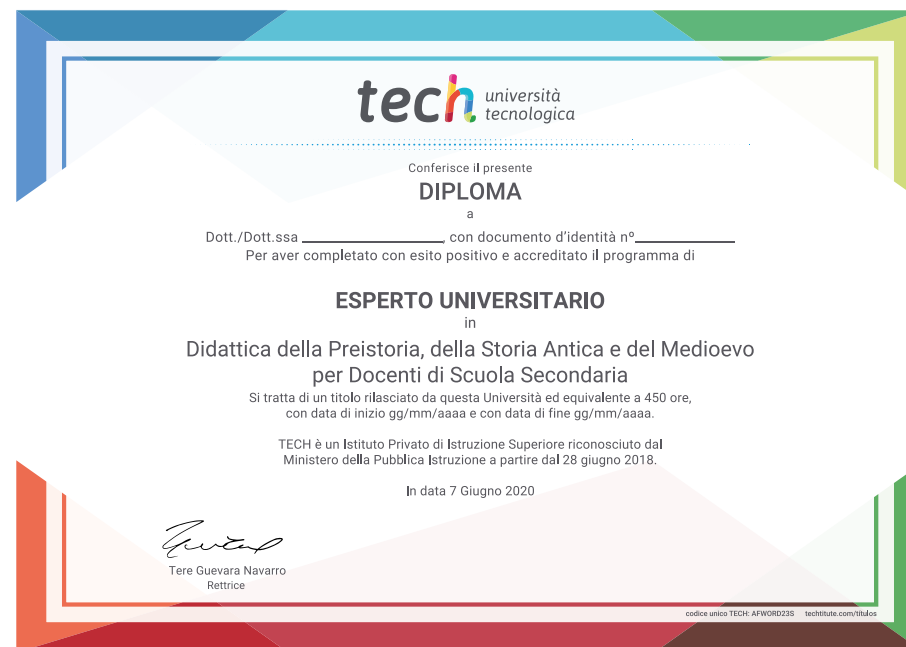 tech università
tecnologica
Conferisce il presente
DIPLOMA
a
Dott./Dott.ssa ____________________, con documento d'identità nº______________
Per aver completato con esito positivo e accreditato il programma di
ESPERTO UNIVERSITARIO
in
Didattica della Preistoria, della Storia Antica e del Medioevo
per Docenti di Scuola Secondaria
Si tratta di un titolo rilasciato da questa Università ed equivalente a 450 ore,
con data di inizio gg/mm/aaaa e con data di fine gg/mm/aaaa.
TECH è un Istituto Privato di Istruzione Superiore riconosciuto dal
Ministero della Pubblica Istruzione a partire dal 28 giugno 2018.
In data 7 Giugno 2020
Tere Guevara Navarro
Rettrice
codice unico TECH: AFWORD23S techtitute.com/titulos